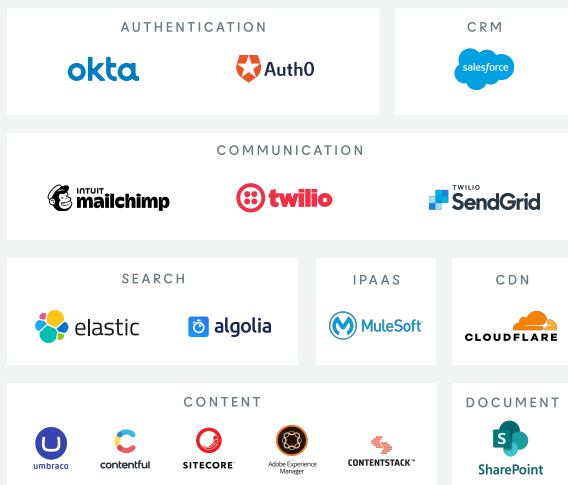 AUTHENTICATION
CRM
okta
Auth0
salesforce
COMMUNICATION
INTUIT
mailchimp
twilio
TWILIO
SendGrid
SEARCH
IPAAS
CDN
elastic
algolia
MuleSoft
CLOUDFLARE
CONTENT
DOCUMENT
umbraco
contentful
SITECORE
Adobe Experience
Manager
CONTENTSTACK™
S
SharePoint